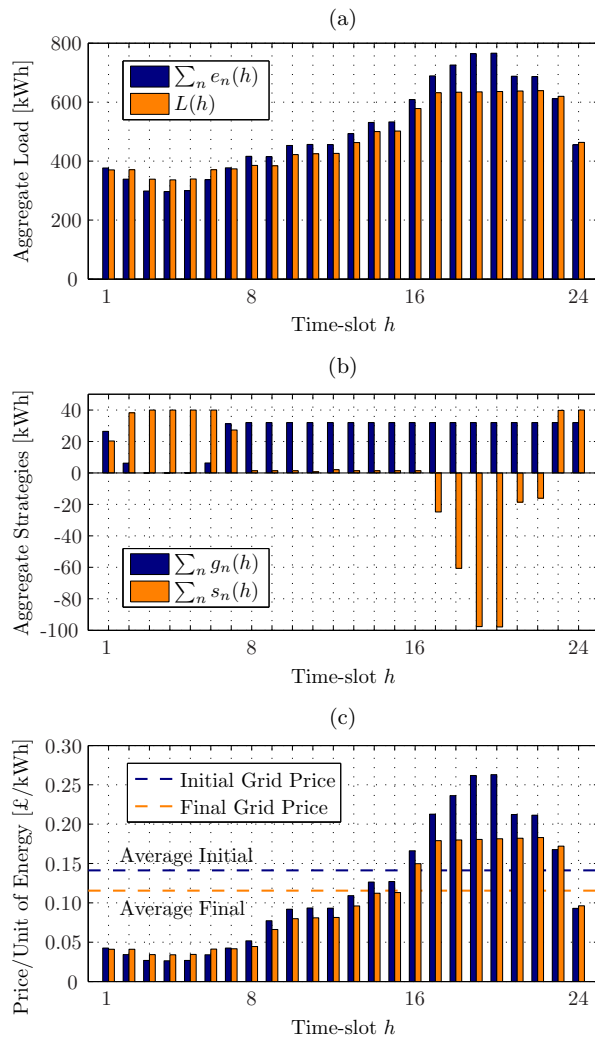 (a)
Aggregate Load [kWh]
800
600
400
200
0
∑ₙ eₙ(h)
L(h)
1
8
16
24
Time-slot h
(b)
Aggregate Strategies [kWh]
40
20
0
-20
-40
-60
-80
-100
∑ₙ gₙ(h)
∑ₙ sₙ(h)
1
8
16
24
Time-slot h
(c)
Price/Unit of Energy [£/kWh]
0.30
0.25
0.20
0.15
0.10
0.05
0
Initial Grid Price
Final Grid Price
Average Initial
Average Final
1
8
16
24
Time-slot h